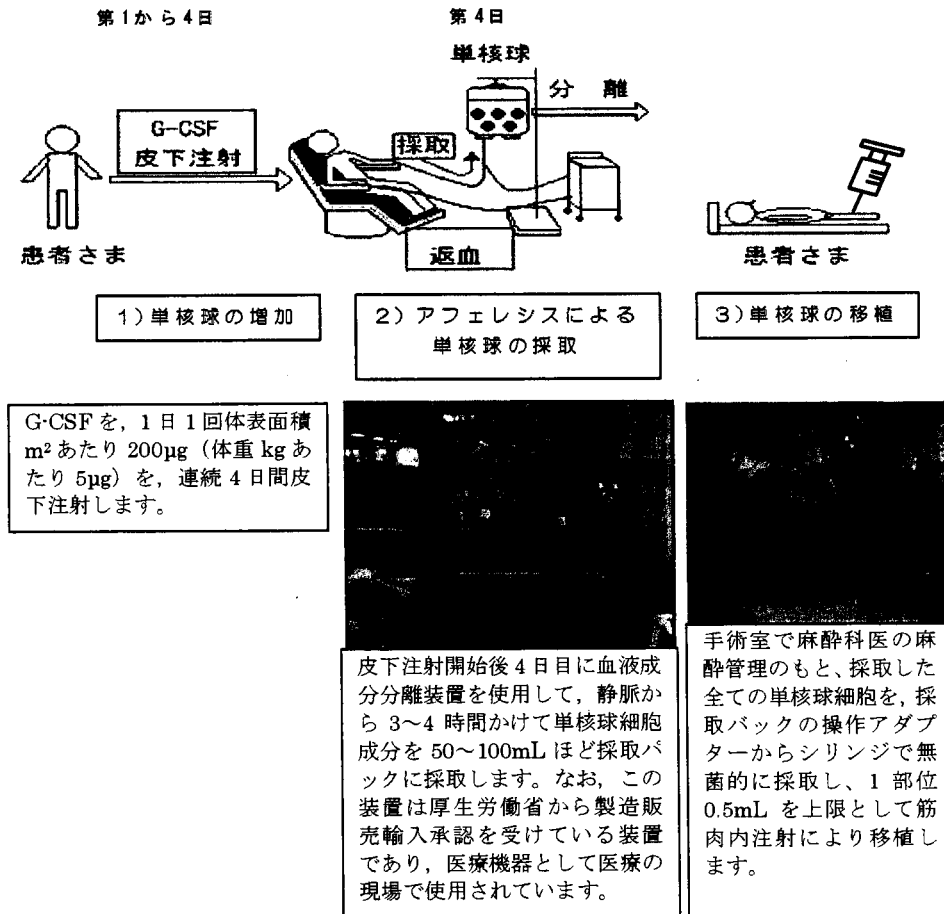 第1から4日
第4日
単核球
分 離
G-CSF
皮下注射
採取
返血
患者さま
患者さま
1)単核球の増加
2)アフェレシスによる
単核球の採取
3)単核球の移植
G-CSFを,1日1回体表面積
m²あたり200μg(体重kgあ
たり5μg)を,連続4日間皮
下注射します。
皮下注射開始後4日目に血液成
分分離装置を使用して,静脈か
ら3~4時間かけて単核球細胞
成分を50~100mLほど採取バ
ックに採取します。なお,この
装置は厚生労働省から製造販
売輸入承認を受けている装置
であり,医療機器として医療の
現場で使用されています。
手術室で麻酔科医の麻
酔管理のもと、採取した
全ての単核球細胞を,採
取バックの操作アダプ
ターからシリンジで無
菌的に採取し、1部位
0.5mLを上限として筋
肉内注射により移植し
ます。